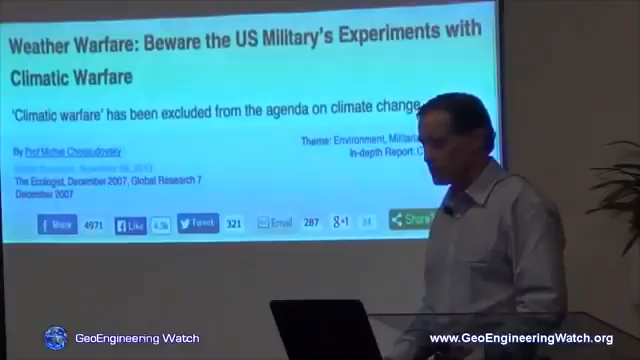 Weather Warfare: Beware the US Military's Experiments with
Climatic Warfare
'Climatic warfare' has been excluded from the agenda on climate change
By Prof Michel Chossudovsky
Theme: Environment,
In-depth Report:
The Ecologist, December 2007, Global Research 7
December 2007
Share 4971 Like 4.5k Tweet 321 Email 287 g+1 Share
GeoEngineering Watch
www.GeoEngineeringWatch.org